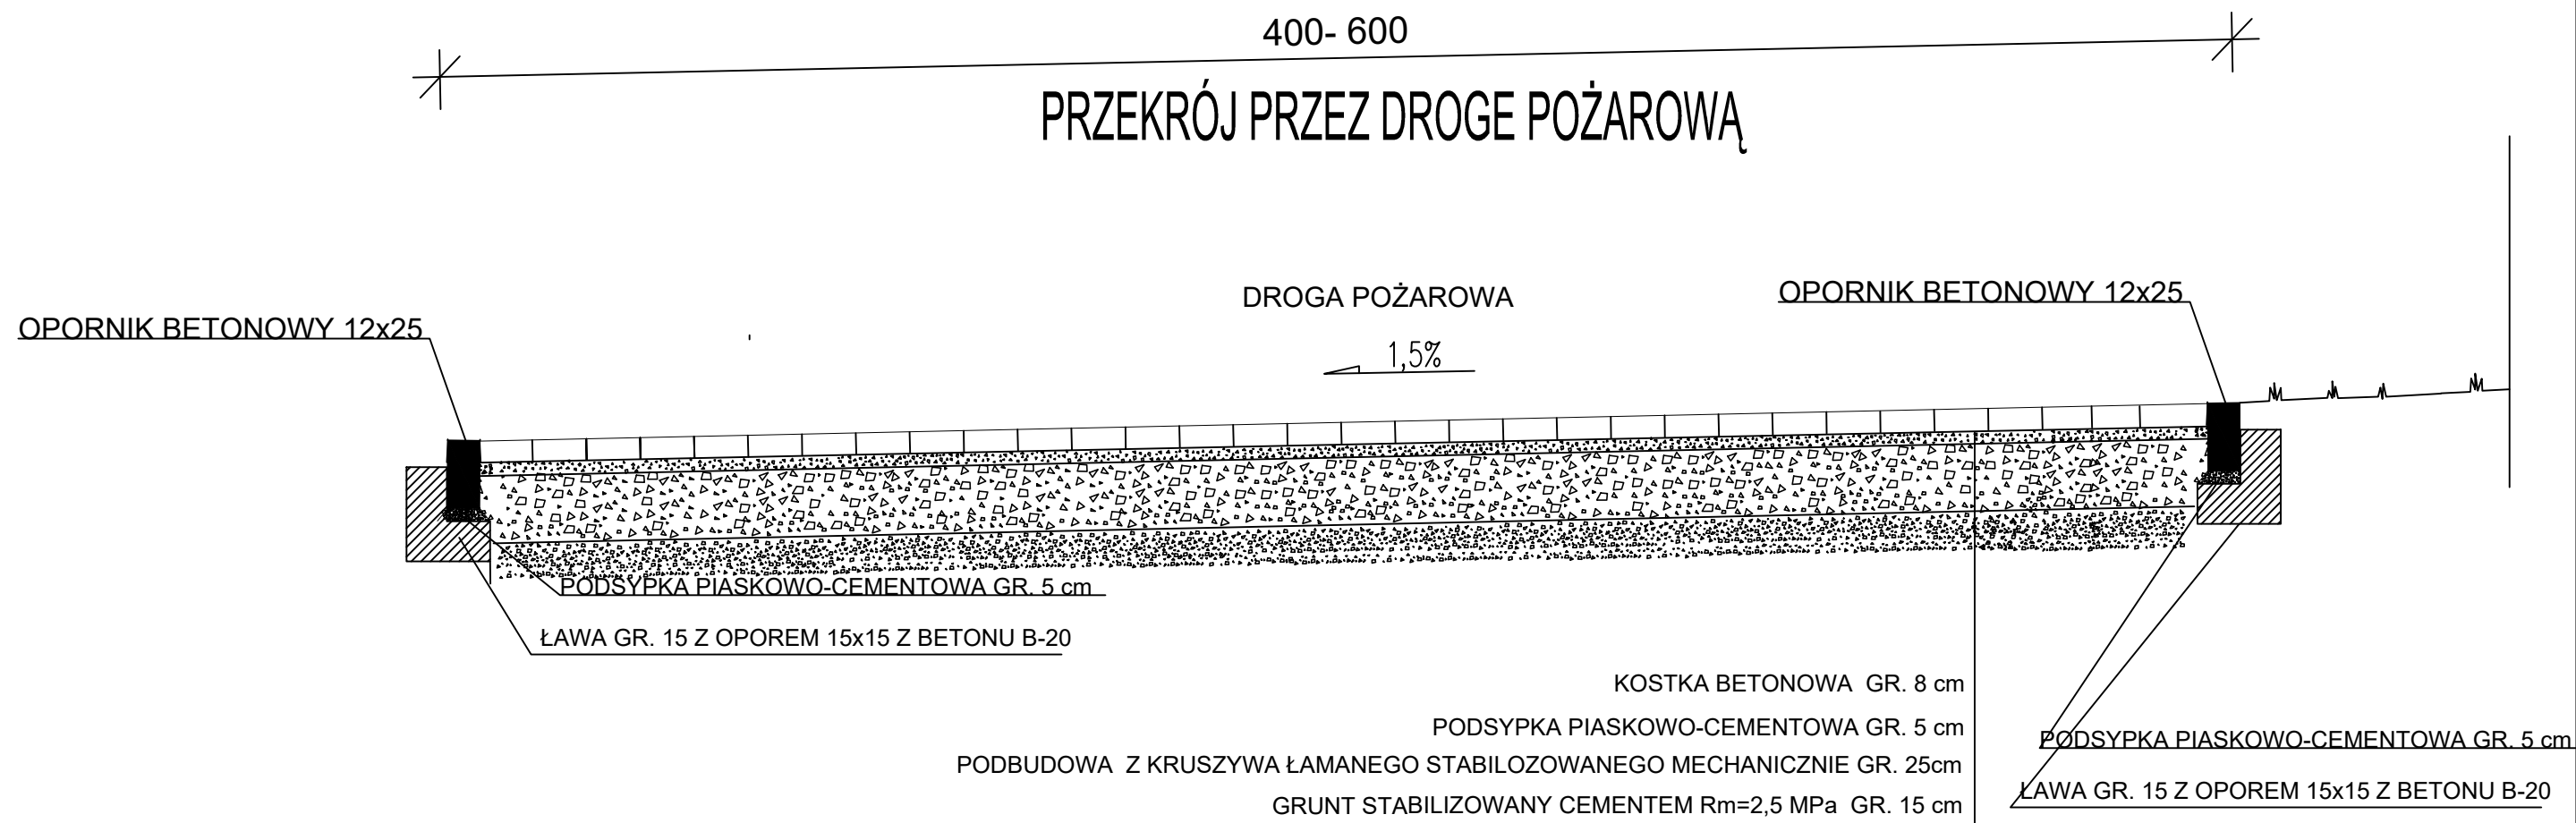 400- 600
PRZEKRÓJ PRZEZ DROGE POŻAROWĄ
DROGA POŻAROWA
OPORNIK BETONOWY 12x25
OPORNIK BETONOWY 12x25
1,5%
PODSYPKA PIASKOWO-CEMENTOWA GR. 5 cm
ŁAWA GR. 15 Z OPOREM 15x15 Z BETONU B-20
KOSTKA BETONOWA GR. 8 cm
PODSYPKA PIASKOWO-CEMENTOWA GR. 5 cm
PODBUDOWA Z KRUSZYWA ŁAMANEGO STABILOZOWANEGO MECHANICZNIE GR. 25cm
GRUNT STABILIZOWANY CEMENTEM Rm=2,5 MPa GR. 15 cm
PODSYPKA PIASKOWO-CEMENTOWA GR. 5 cm
ŁAWA GR. 15 Z OPOREM 15x15 Z BETONU B-20